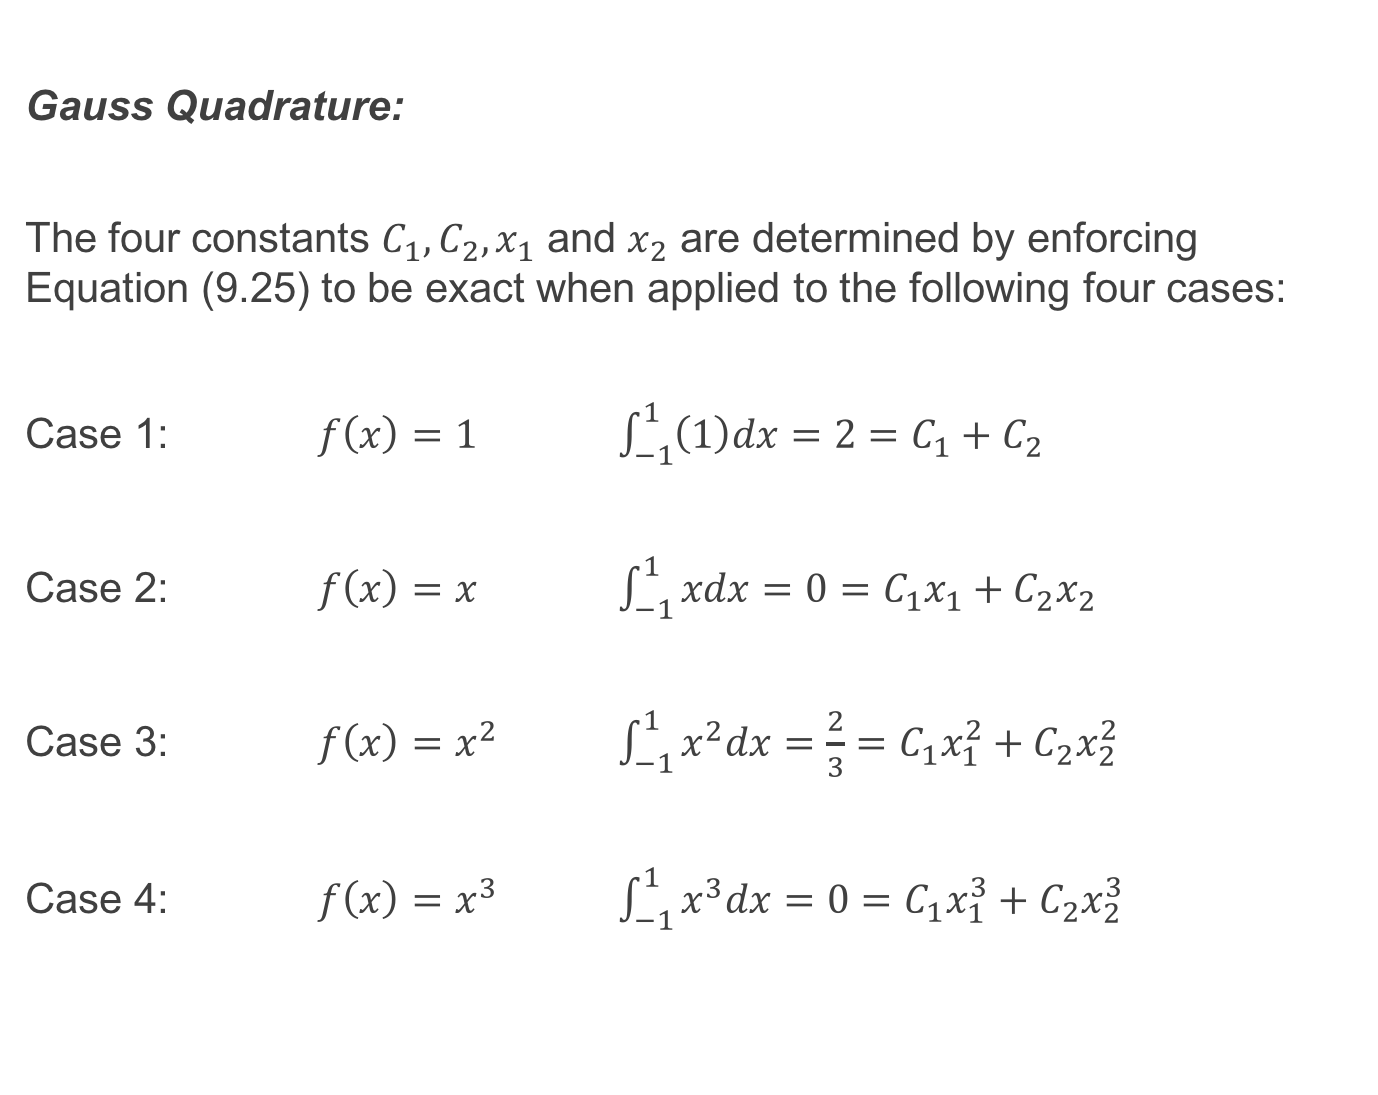 Gauss Quadrature:
The four constants C₁, C₂, x₁ and x₂ are determined by enforcing
Equation (9.25) to be exact when applied to the following four cases:
Case 1: f(x) = 1 ∫₋₁¹(1)dx = 2 = C₁ + C₂
Case 2: f(x) = x ∫₋₁¹ xdx = 0 = C₁x₁ + C₂x₂
Case 3: f(x) = x² ∫₋₁¹ x²dx = 2/3 = C₁x₁² + C₂x₂²
Case 4: f(x) = x³ ∫₋₁¹ x³dx = 0 = C₁x₁³ + C₂x₂³